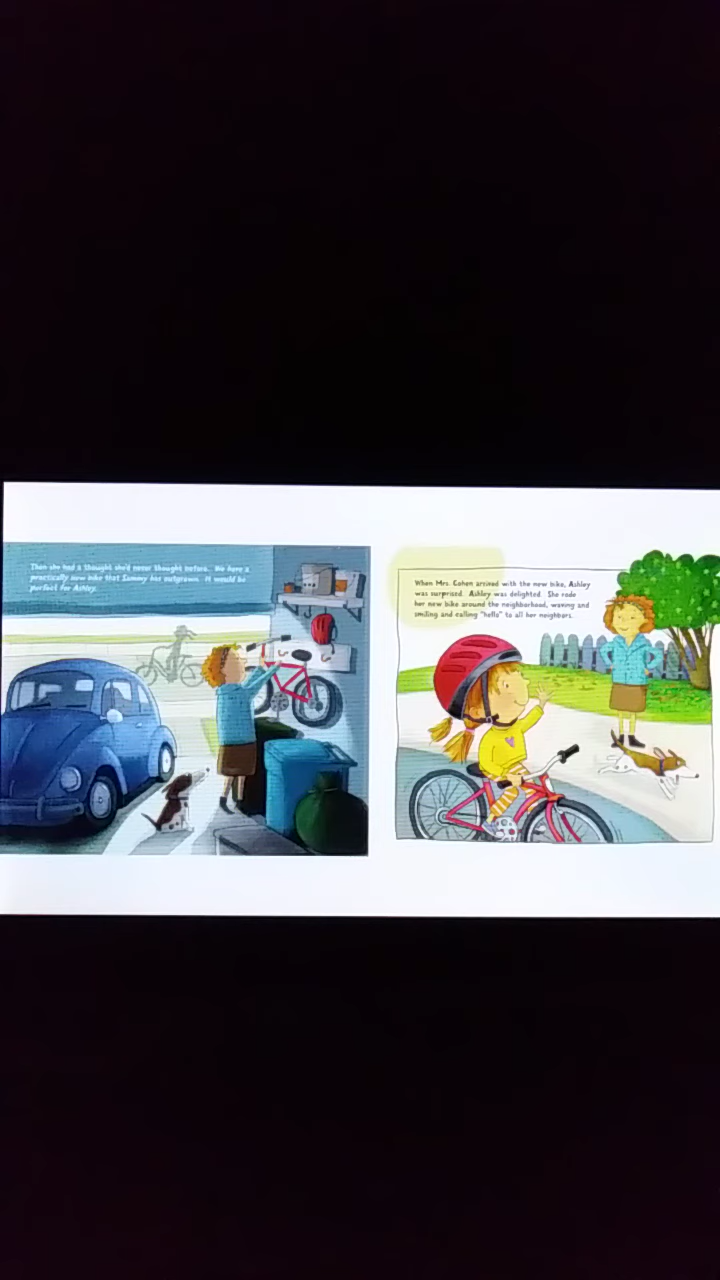 Then she had a thought she'd never thought before. We have a
practically new bike that Sammy has outgrown. It would be
perfect for Ashley.
When Mrs. Cohen arrived with the new bike, Ashley
was surprised. Ashley was delighted. She rode
her new bike around the neighborhood, waving and
smiling and calling "hello" to all her neighbors.